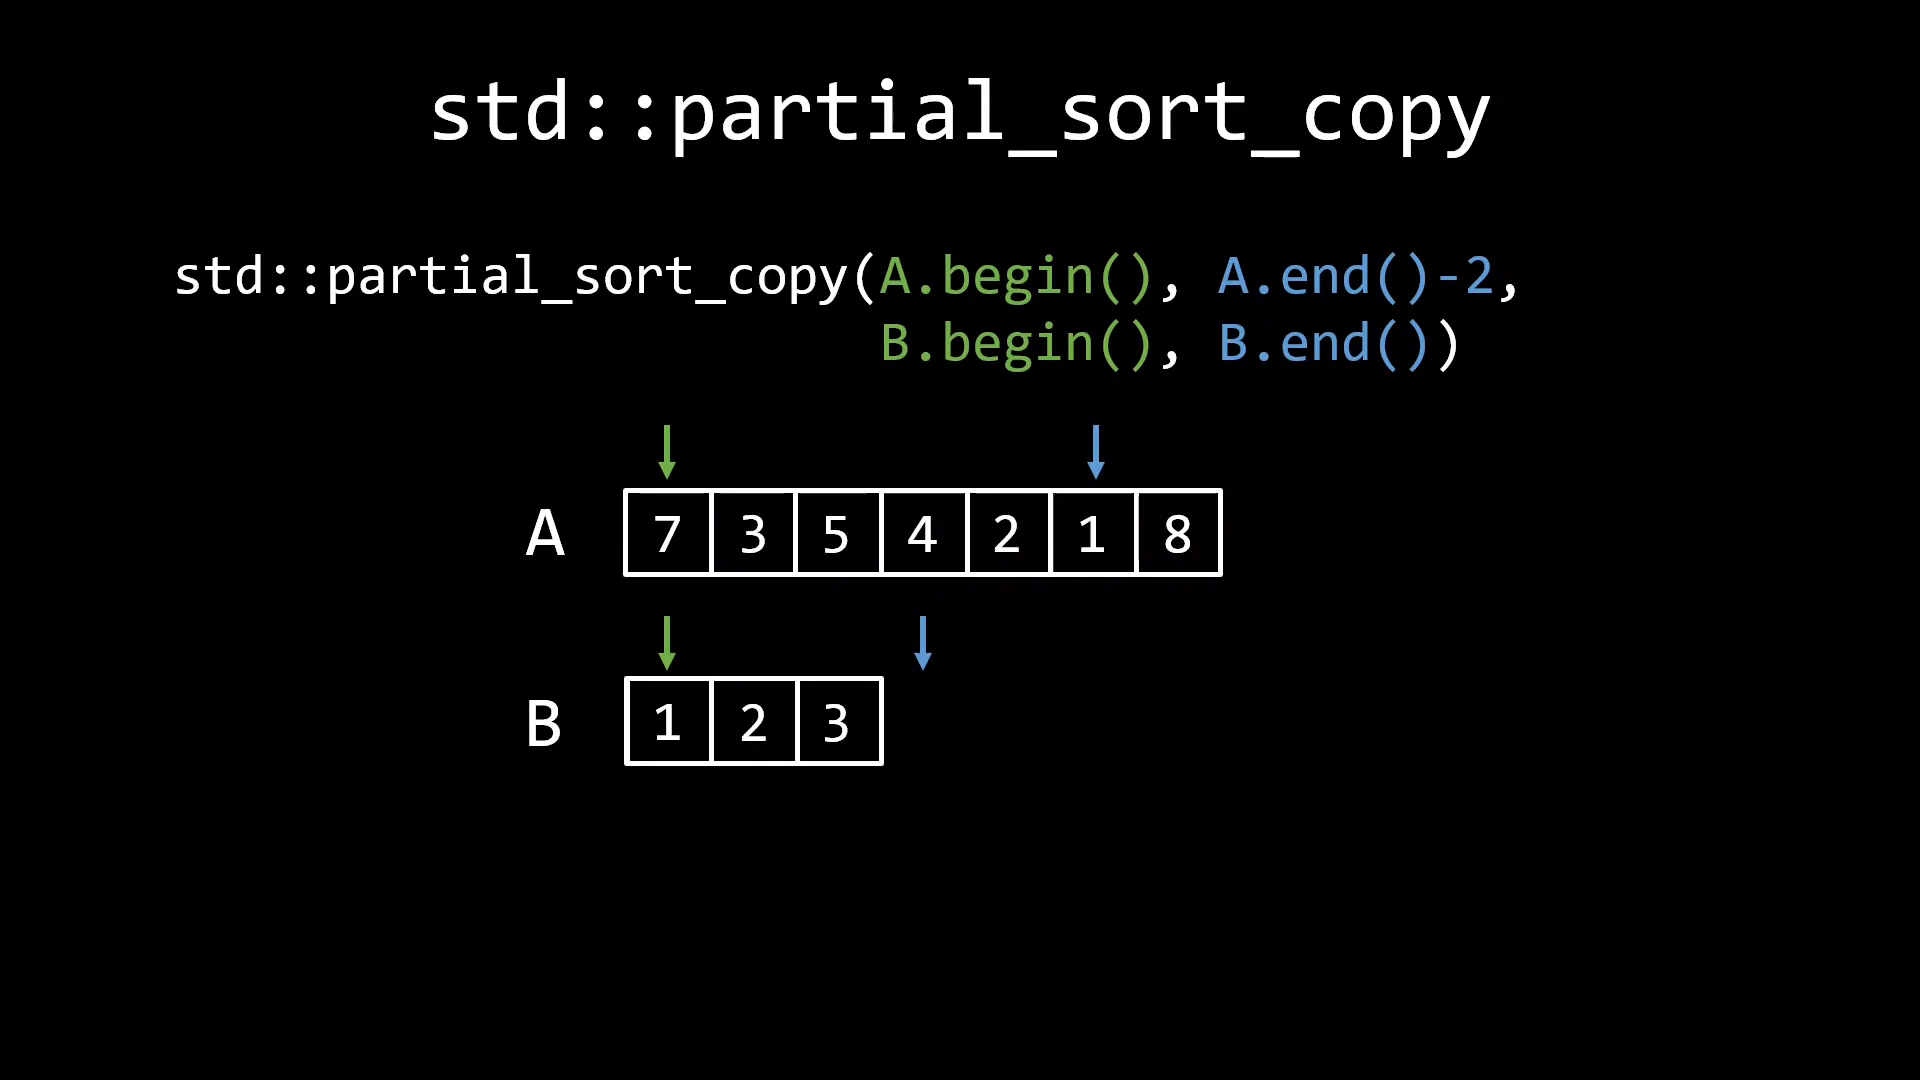 std::partial_sort_copy
std::partial_sort_copy(A.begin(), A.end()-2,
B.begin(), B.end())
A 7 3 5 4 2 1 8
B 1 2 3